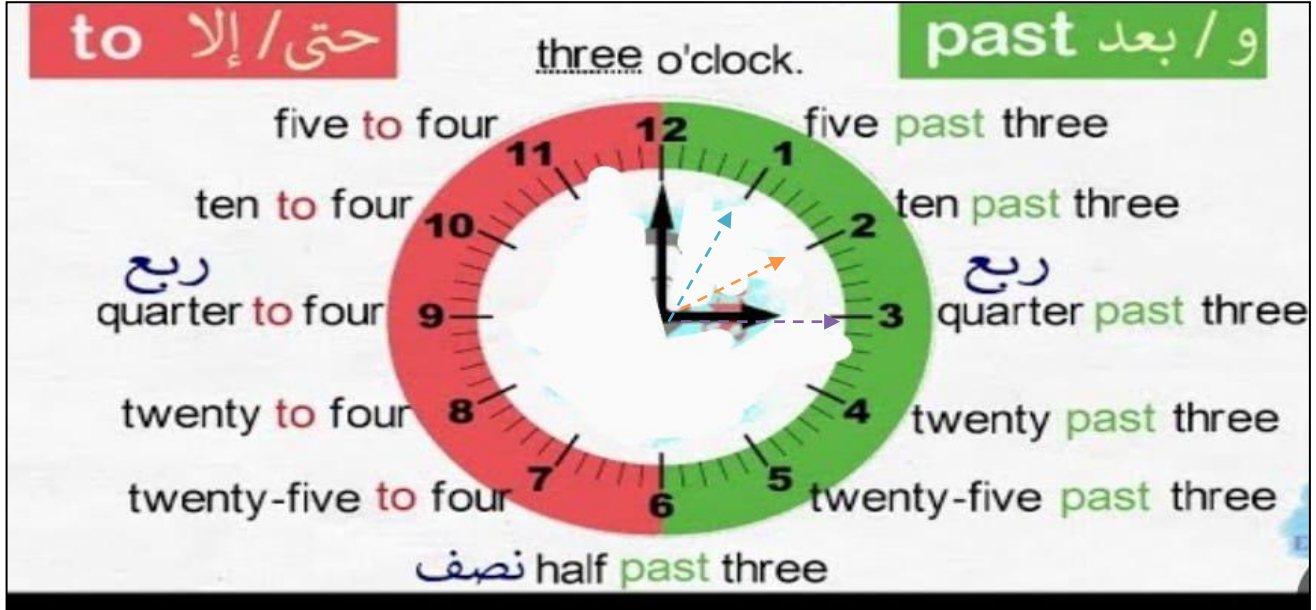 to حتى/إلا
past و/بعد
three o'clock.
five to four
five past three
ten to four
ten past three
ربع
quarter to four
ربع
quarter past three
twenty to four
twenty past three
twenty-five to four
twenty-five past three
نصف half past three
12
1
2
3
4
5
6
7
8
9
10
11